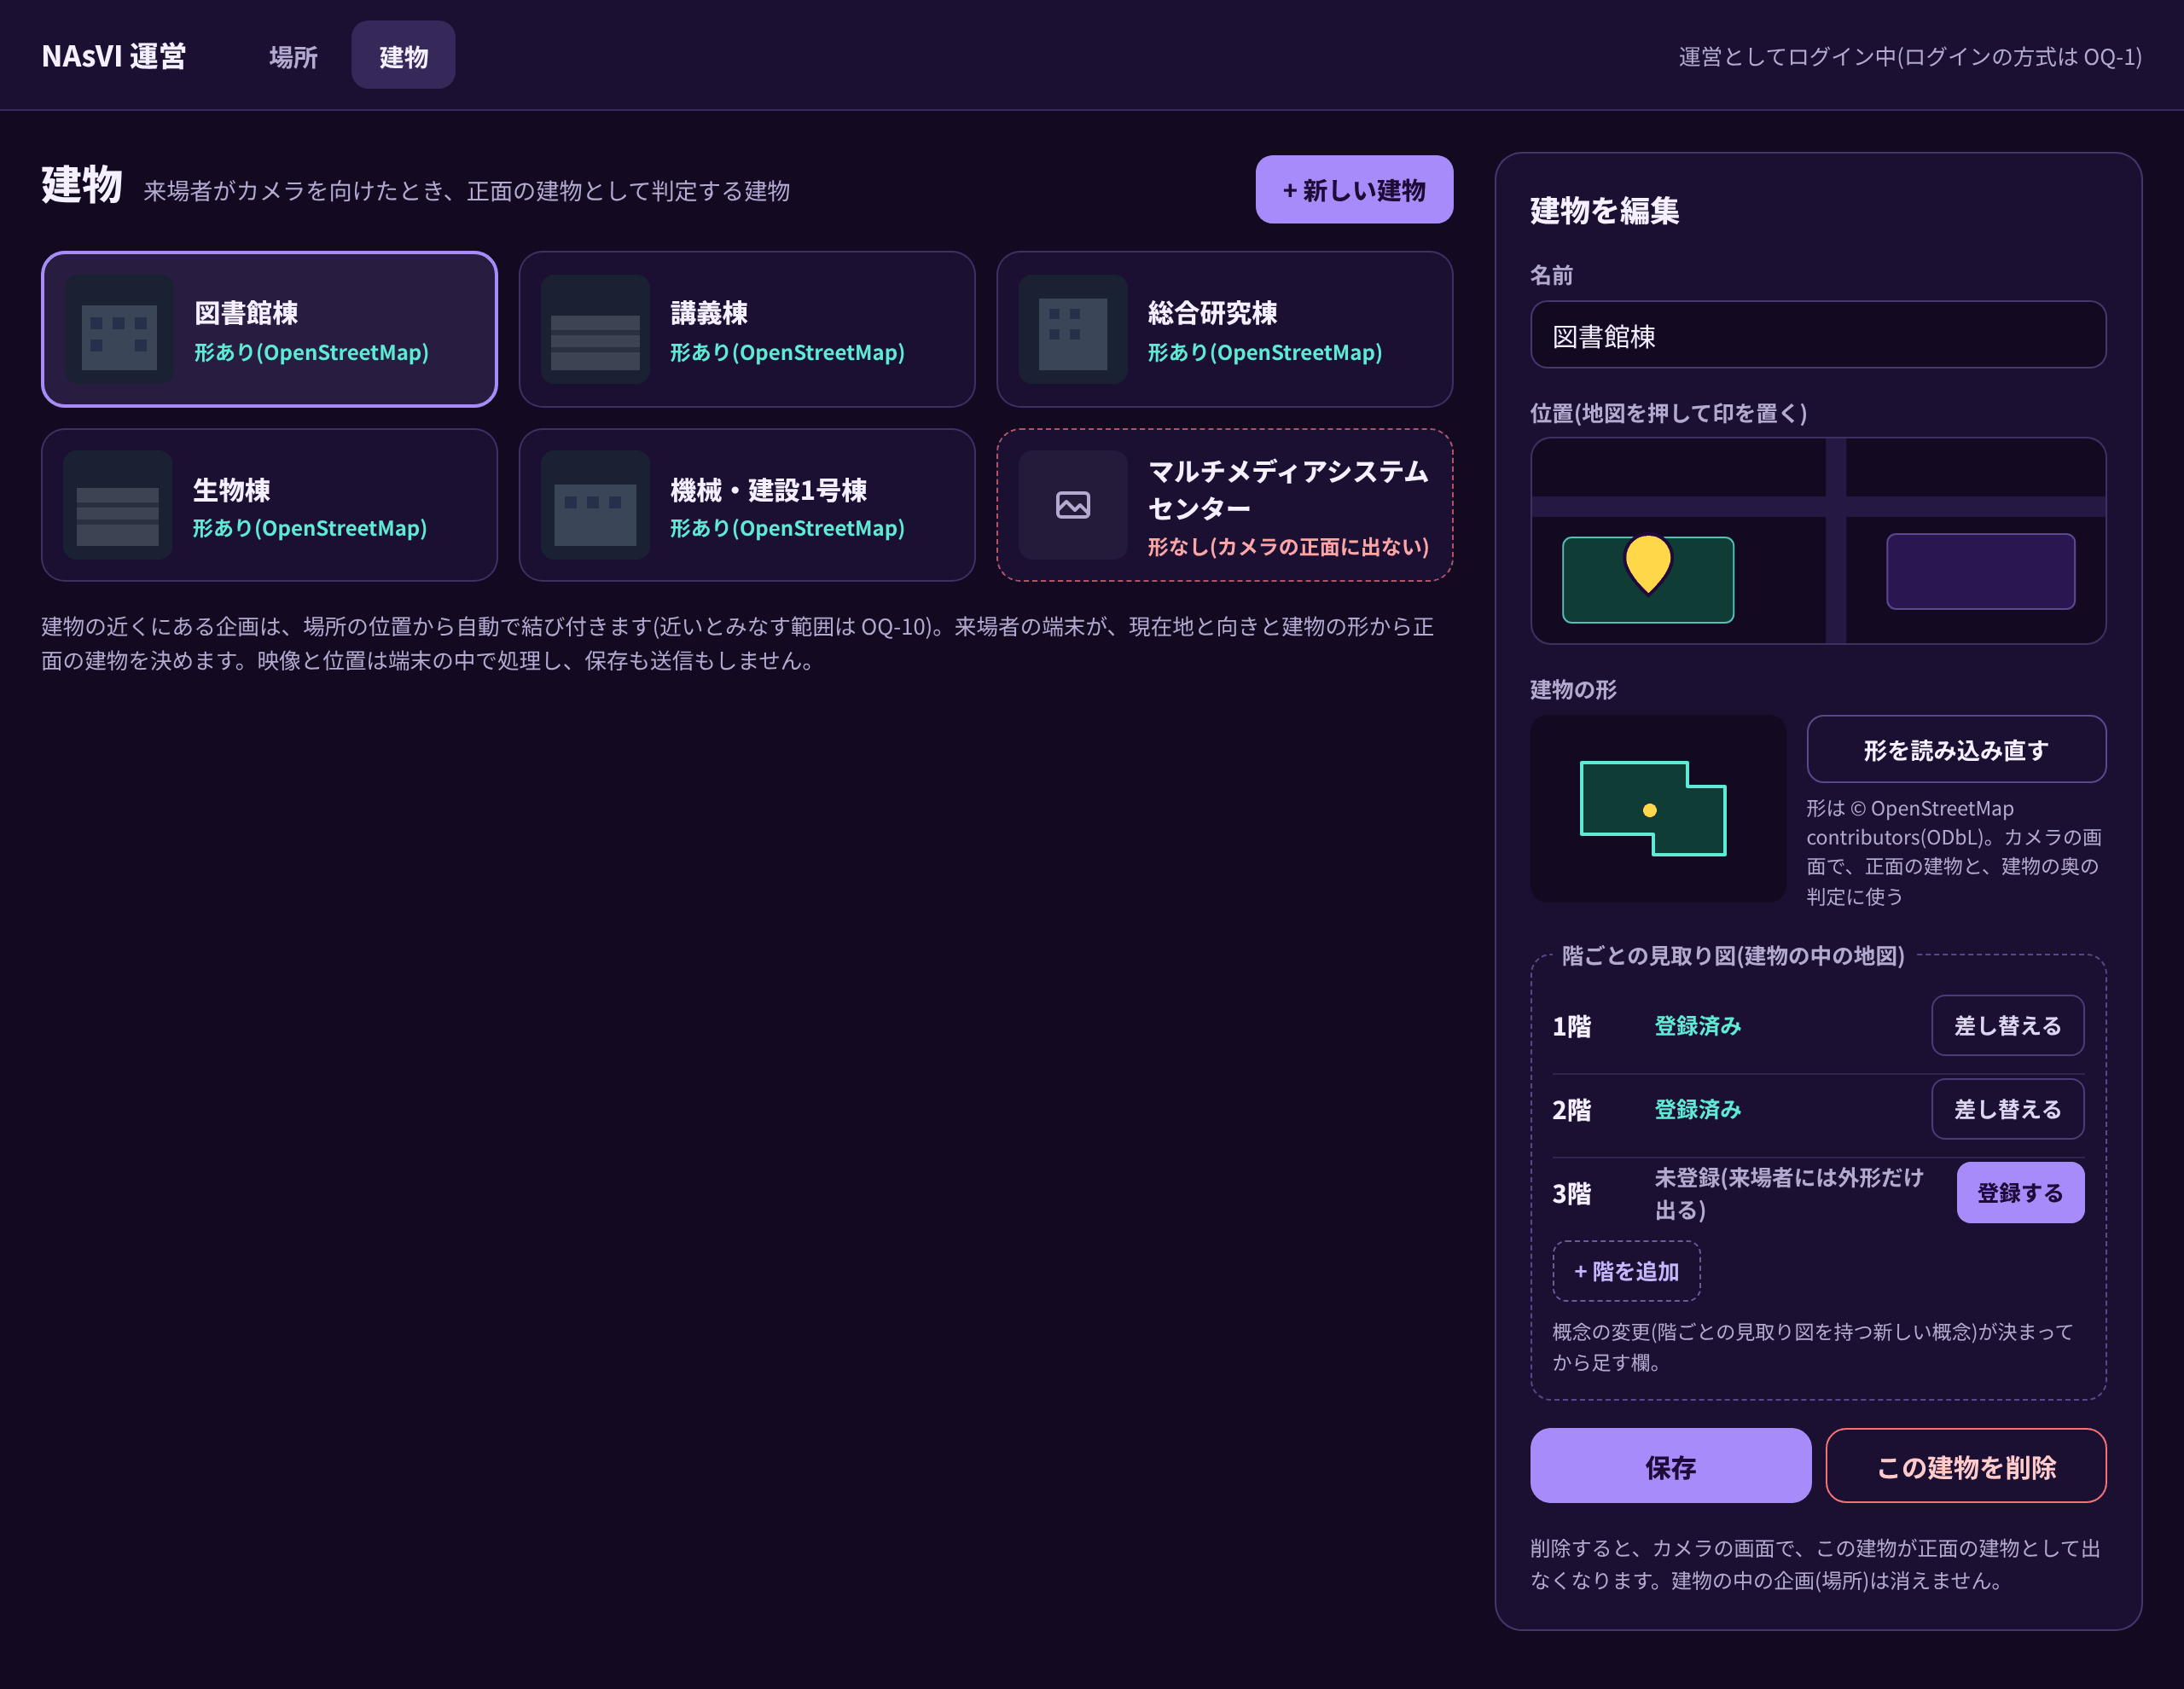 NAsVI 運営
場所
建物
運営としてログイン中(ログインの方式は OQ-1)
建物
来場者がカメラを向けたとき、正面の建物として判定する建物
+ 新しい建物
図書館棟
形あり(OpenStreetMap)
講義棟
形あり(OpenStreetMap)
総合研究棟
形あり(OpenStreetMap)
生物棟
形あり(OpenStreetMap)
機械・建設1号棟
形あり(OpenStreetMap)
マルチメディアシステム
センター
形なし(カメラの正面に出ない)
建物の近くにある企画は、場所の位置から自動で結び付きます(近いとみなす範囲は OQ-10)。来場者の端末が、現在地と向きと建物の形から正
面の建物を決めます。映像と位置は端末の中で処理し、保存も送信もしません。
建物を編集
名前
図書館棟
位置(地図を押して印を置く)
建物の形
形を読み込み直す
形は © OpenStreetMap
contributors(ODbL)。カメラの画
面で、正面の建物と、建物の奥の
判定に使う
階ごとの見取り図(建物の中の地図)
1階
登録済み
差し替える
2階
登録済み
差し替える
3階
未登録(来場者には外形だけ
出る)
登録する
+ 階を追加
概念の変更(階ごとの見取り図を持つ新しい概念)が決まって
から足す欄。
保存
この建物を削除
削除すると、カメラの画面で、この建物が正面の建物として出
なくなります。建物の中の企画(場所)は消えません。